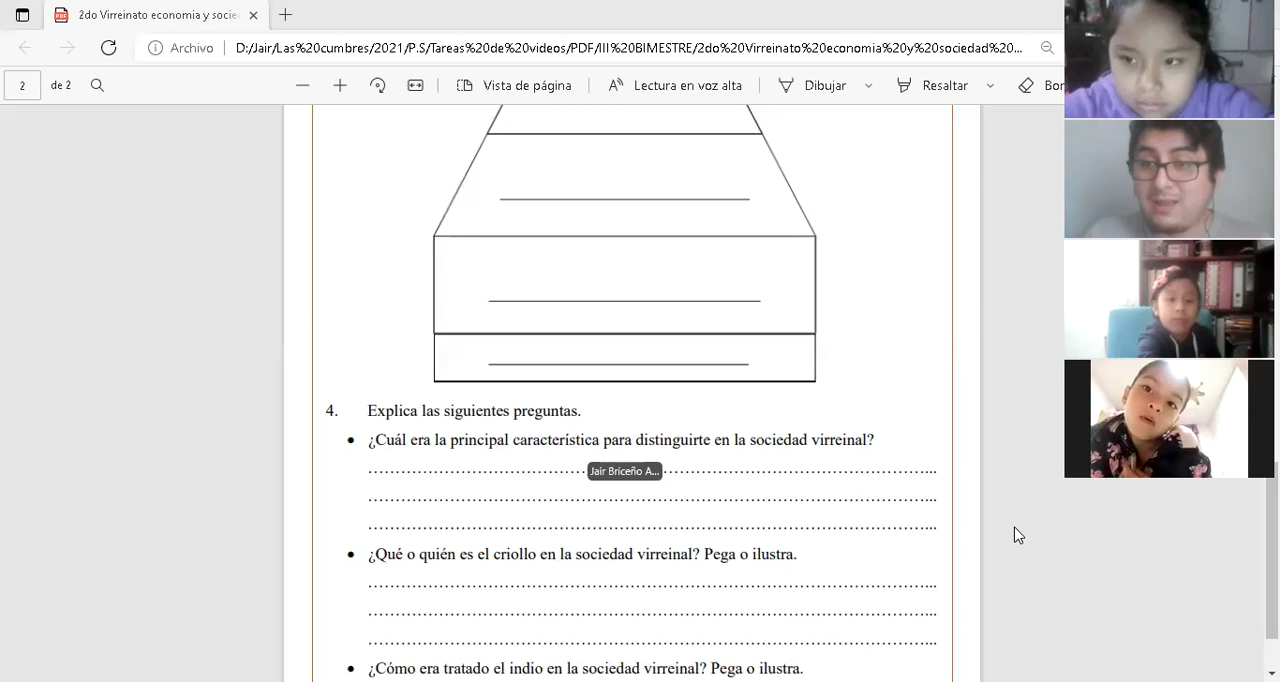 2do Virreinato economia y socie
Archivo
D:/Jair/Las%20cumbres/2021/P.S/Tareas%20de%20videos/PDF/III%20BIMESTRE/2do%20Virreinato%20economia%20y%20sociedad%20...
2
de 2
Vista de página
Lectura en voz alta
Dibujar
Resaltar
Bor
4. Explica las siguientes preguntas.
• ¿Cuál era la principal característica para distinguirte en la sociedad virreinal?
Jair Briceño A...
• ¿Qué o quién es el criollo en la sociedad virreinal? Pega o ilustra.
• ¿Cómo era tratado el indio en la sociedad virreinal? Pega o ilustra.